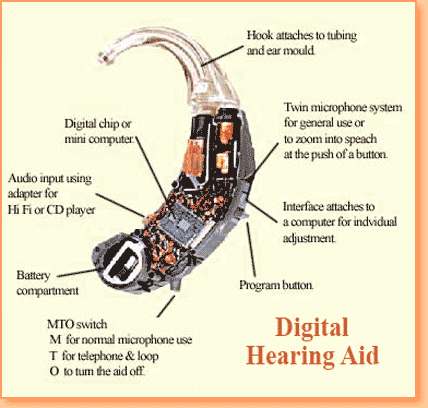 Hook attaches to tubing
and ear mould.
Twin microphone system
for general use or
to zoom into speach
at the push of a button.
Digital chip or
mini computer.
Audio input using
adapter for
Hi Fi or CD player
Interface attaches to
a computer for indvidual
adjustment.
Battery
compartment
Program button.
MTO switch
M for normal microphone use
T for telephone & loop
O to turn the aid off.
Digital
Hearing Aid